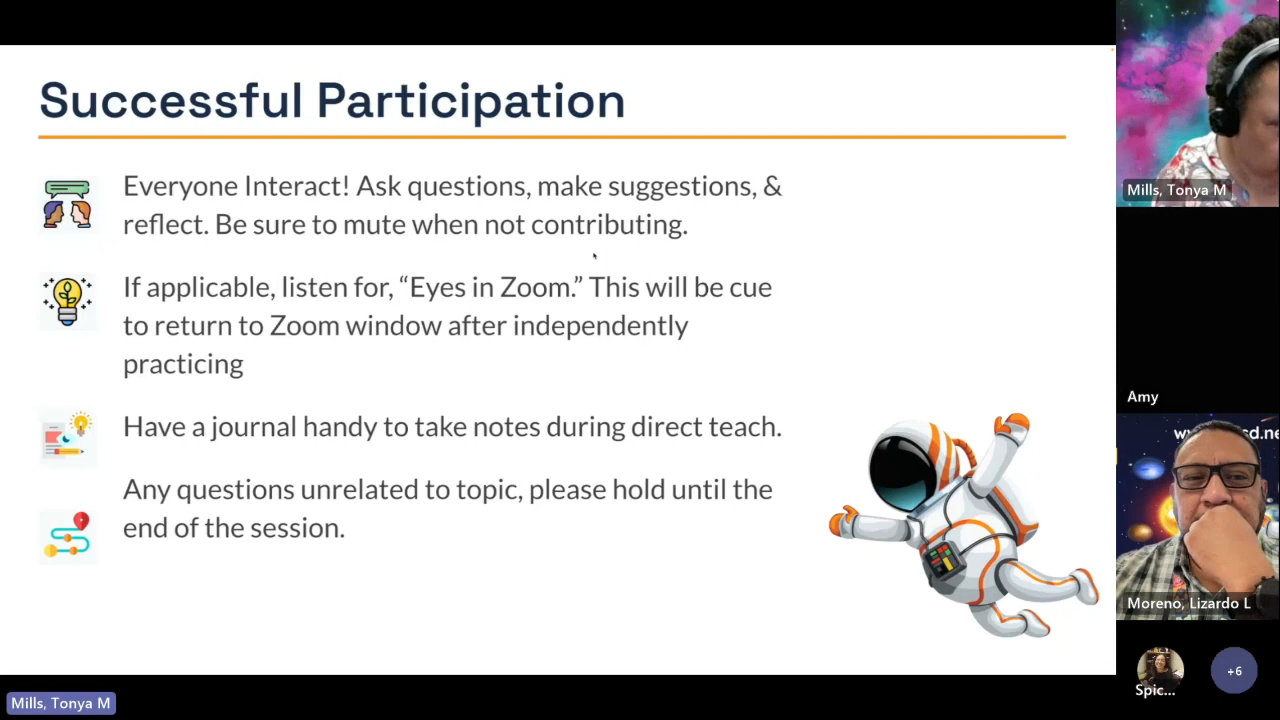 Successful Participation
Everyone Interact! Ask questions, make suggestions, &
reflect. Be sure to mute when not contributing.
If applicable, listen for, “Eyes in Zoom.” This will be cue
to return to Zoom window after independently
practicing
Have a journal handy to take notes during direct teach.
Any questions unrelated to topic, please hold until the
end of the session.
Mills, Tonya M
Mills, Tonya M
Amy
Moreno, Lizardo L
Spic...
+6